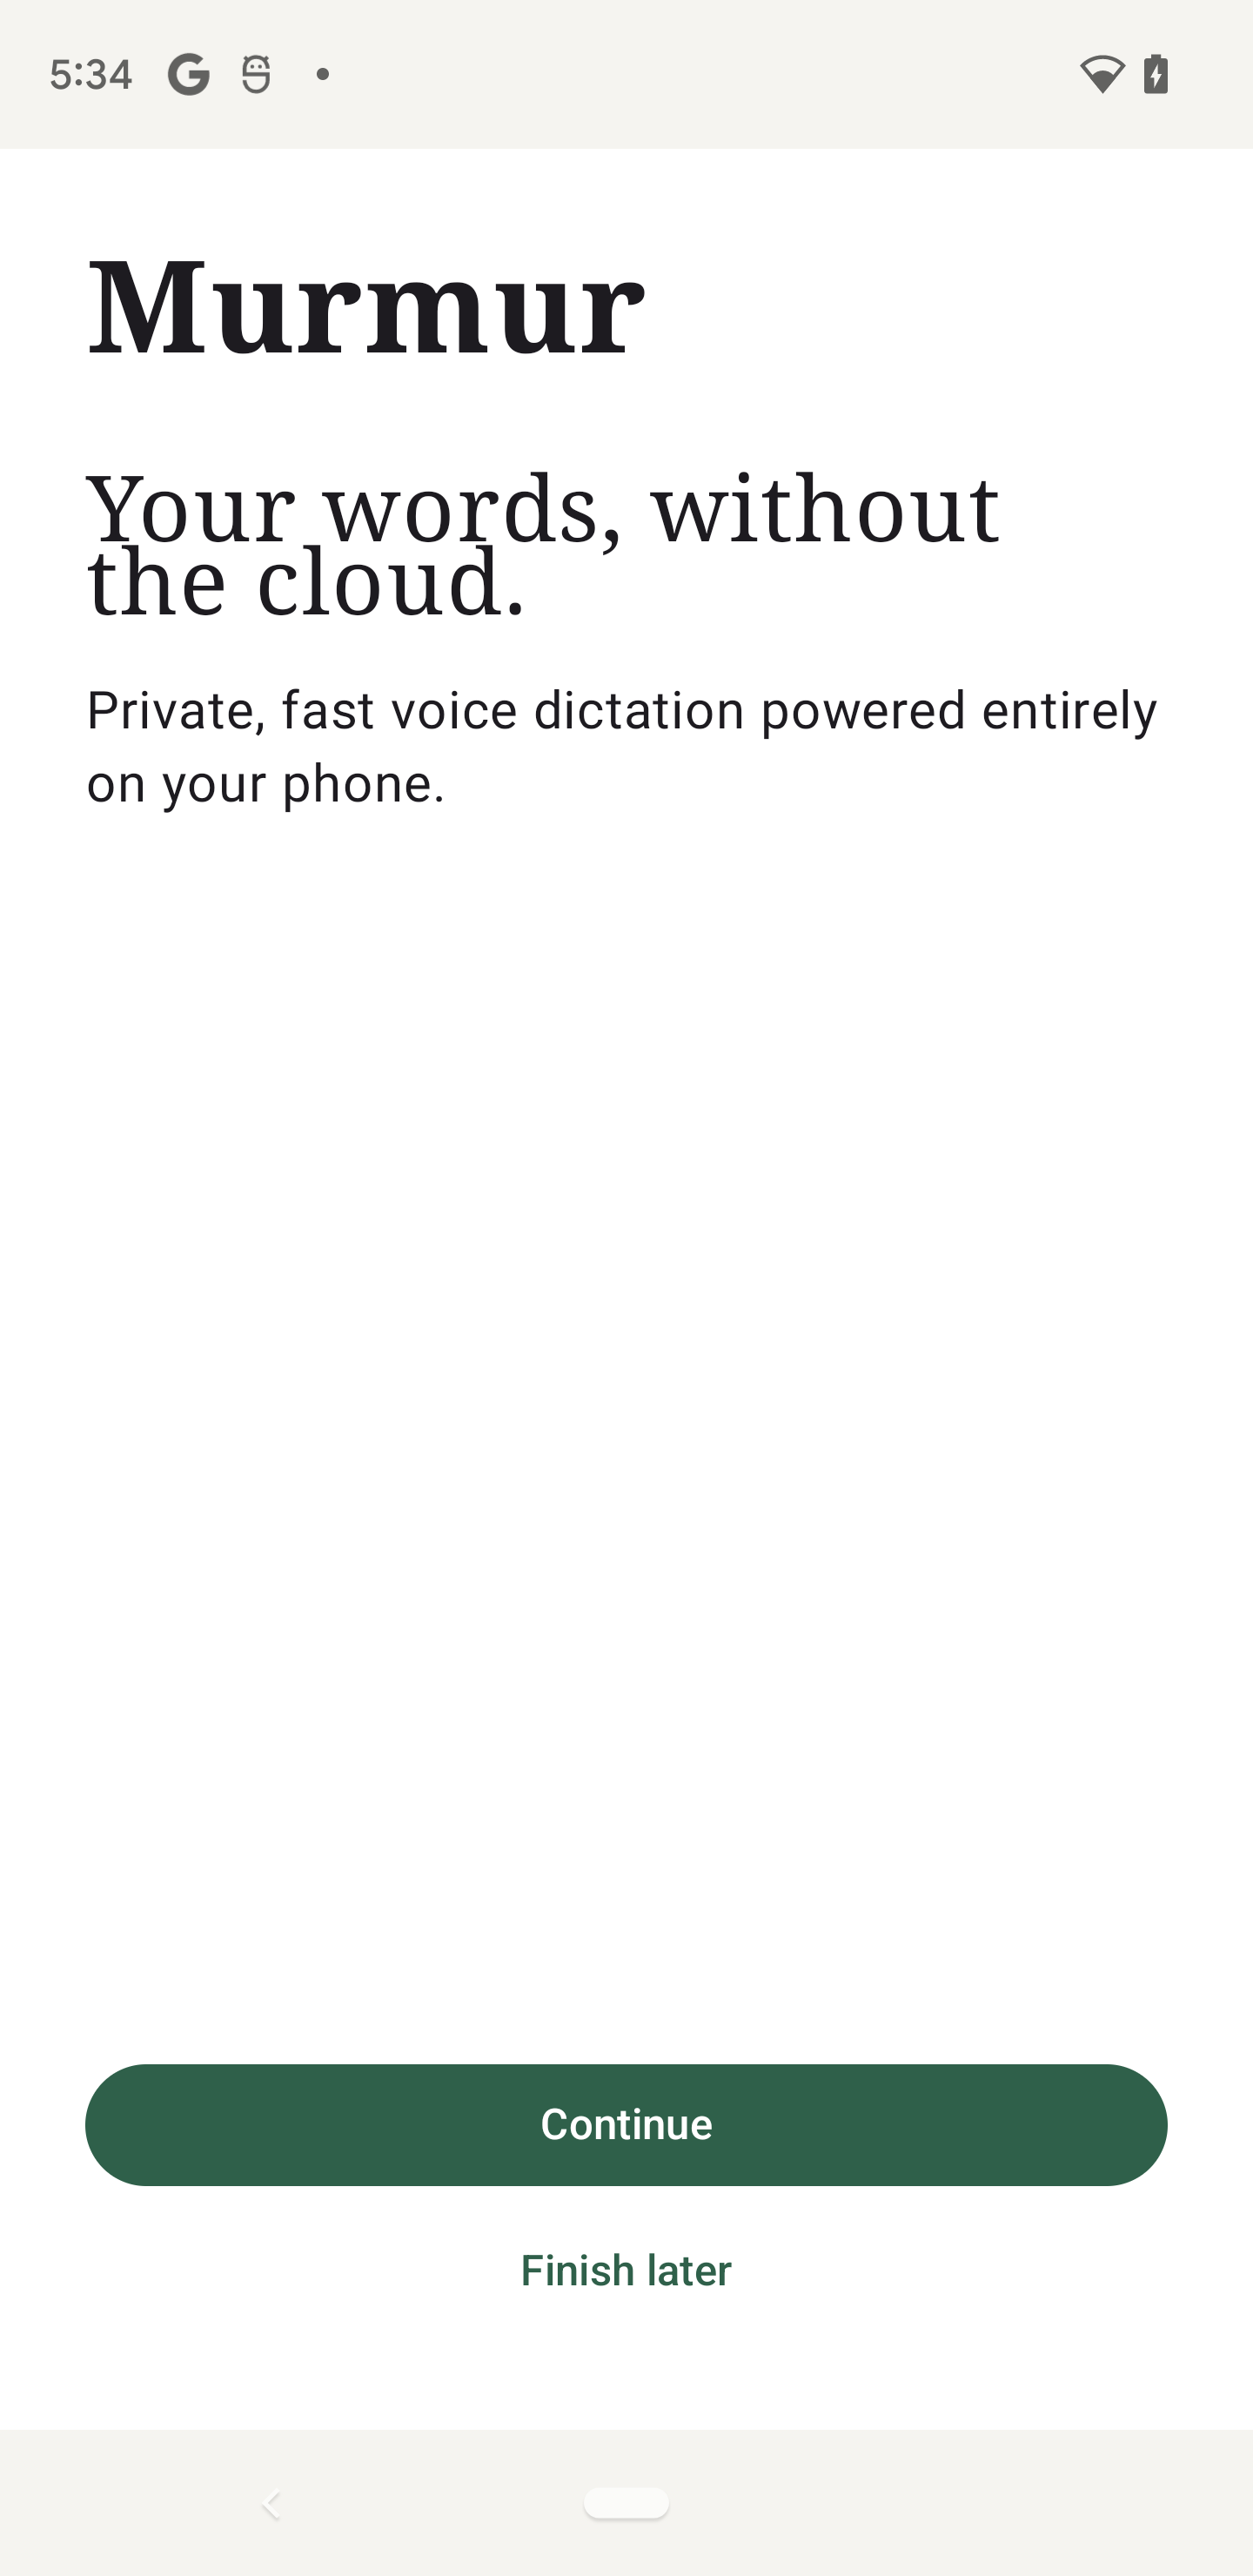 5:34
Murmur
Your words, without
the cloud.
Private, fast voice dictation powered entirely
on your phone.
Continue
Finish later